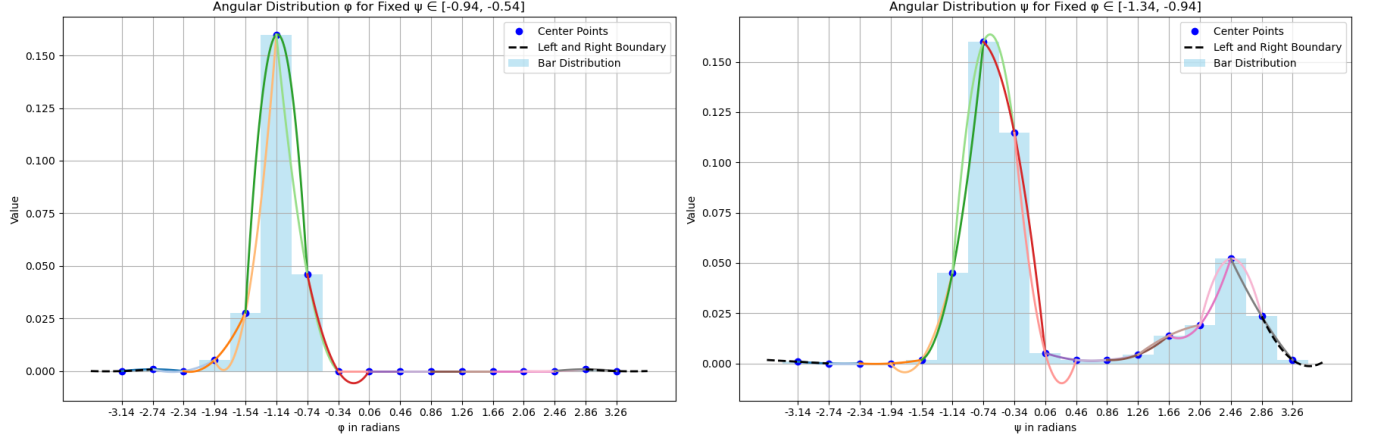 Angular Distribution φ for Fixed ψ ∈ [-0.94, -0.54]
Center Points
Left and Right Boundary
Bar Distribution
Value
0.150
0.125
0.100
0.075
0.050
0.025
0.000
-3.14 -2.74 -2.34 -1.94 -1.54 -1.14 -0.74 -0.34 0.06 0.46 0.86 1.26 1.66 2.06 2.46 2.86 3.26
φ in radians
Angular Distribution ψ for Fixed φ ∈ [-1.34, -0.94]
Center Points
Left and Right Boundary
Bar Distribution
Value
0.150
0.125
0.100
0.075
0.050
0.025
0.000
-3.14 -2.74 -2.34 -1.94 -1.54 -1.14 -0.74 -0.34 0.06 0.46 0.86 1.26 1.66 2.06 2.46 2.86 3.26
ψ in radians